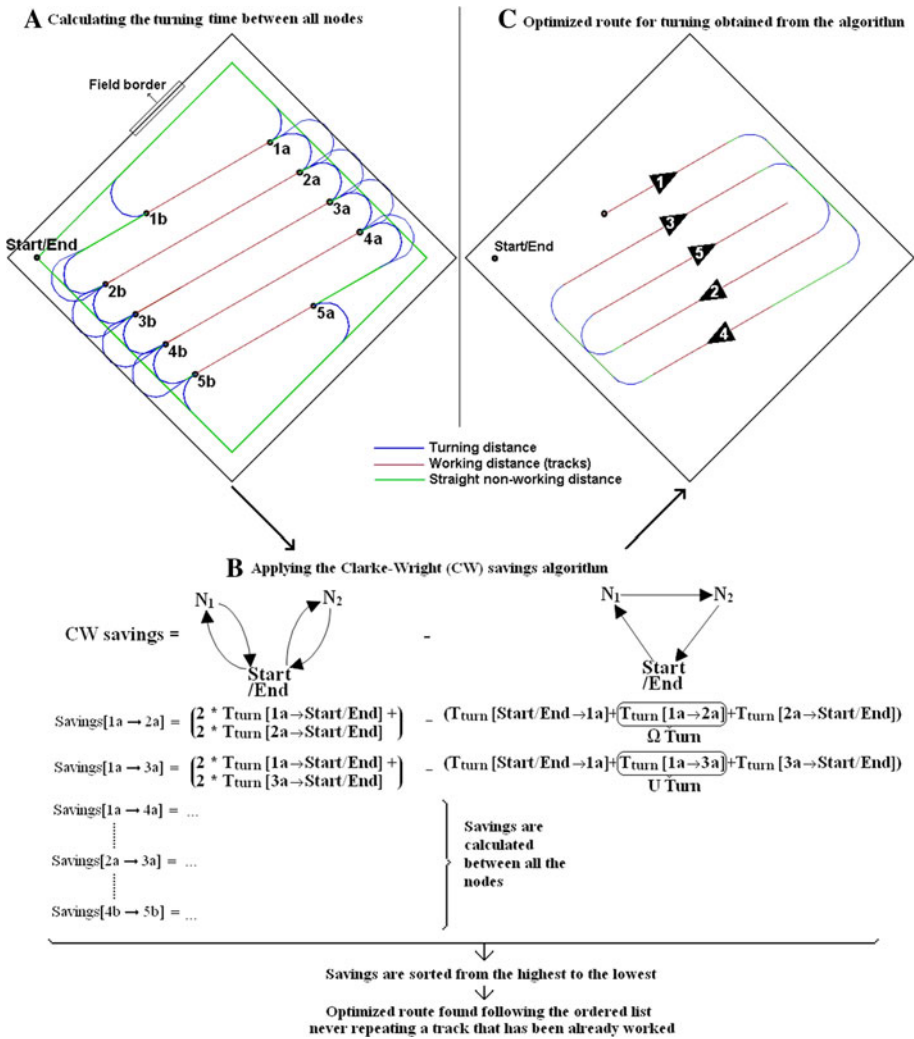 A Calculating the turning time between all nodes
Field border
1a
2a
3a
4a
1b
Start/End
2b
3b
4b
5b
5a
C Optimized route for turning obtained from the algorithm
1
3
5
2
4
Start/End
Turning distance
Working distance (tracks)
Straight non-working distance
B Applying the Clarke-Wright (CW) savings algorithm
CW savings =
N1
N2
Start
/End
-
N1
N2
Start
/End
Savings[1a → 2a] = (2 * Tturn [1a→Start/End] +
2 * Tturn [2a→Start/End]) - (Tturn [Start/End→1a]+Tturn [1a→2a]+Tturn [2a→Start/End])
Ω Turn
Savings[1a → 3a] = (2 * Tturn [1a→Start/End] +
2 * Tturn [3a→Start/End]) - (Tturn [Start/End→1a]+Tturn [1a→3a]+Tturn [3a→Start/End])
U Turn
Savings[1a → 4a] = ...
Savings[2a → 3a] = ...
Savings[4b → 5b] = ...
Savings are
calculated
between all the
nodes
Savings are sorted from the highest to the lowest
Optimized route found following the ordered list
never repeating a track that has been already worked